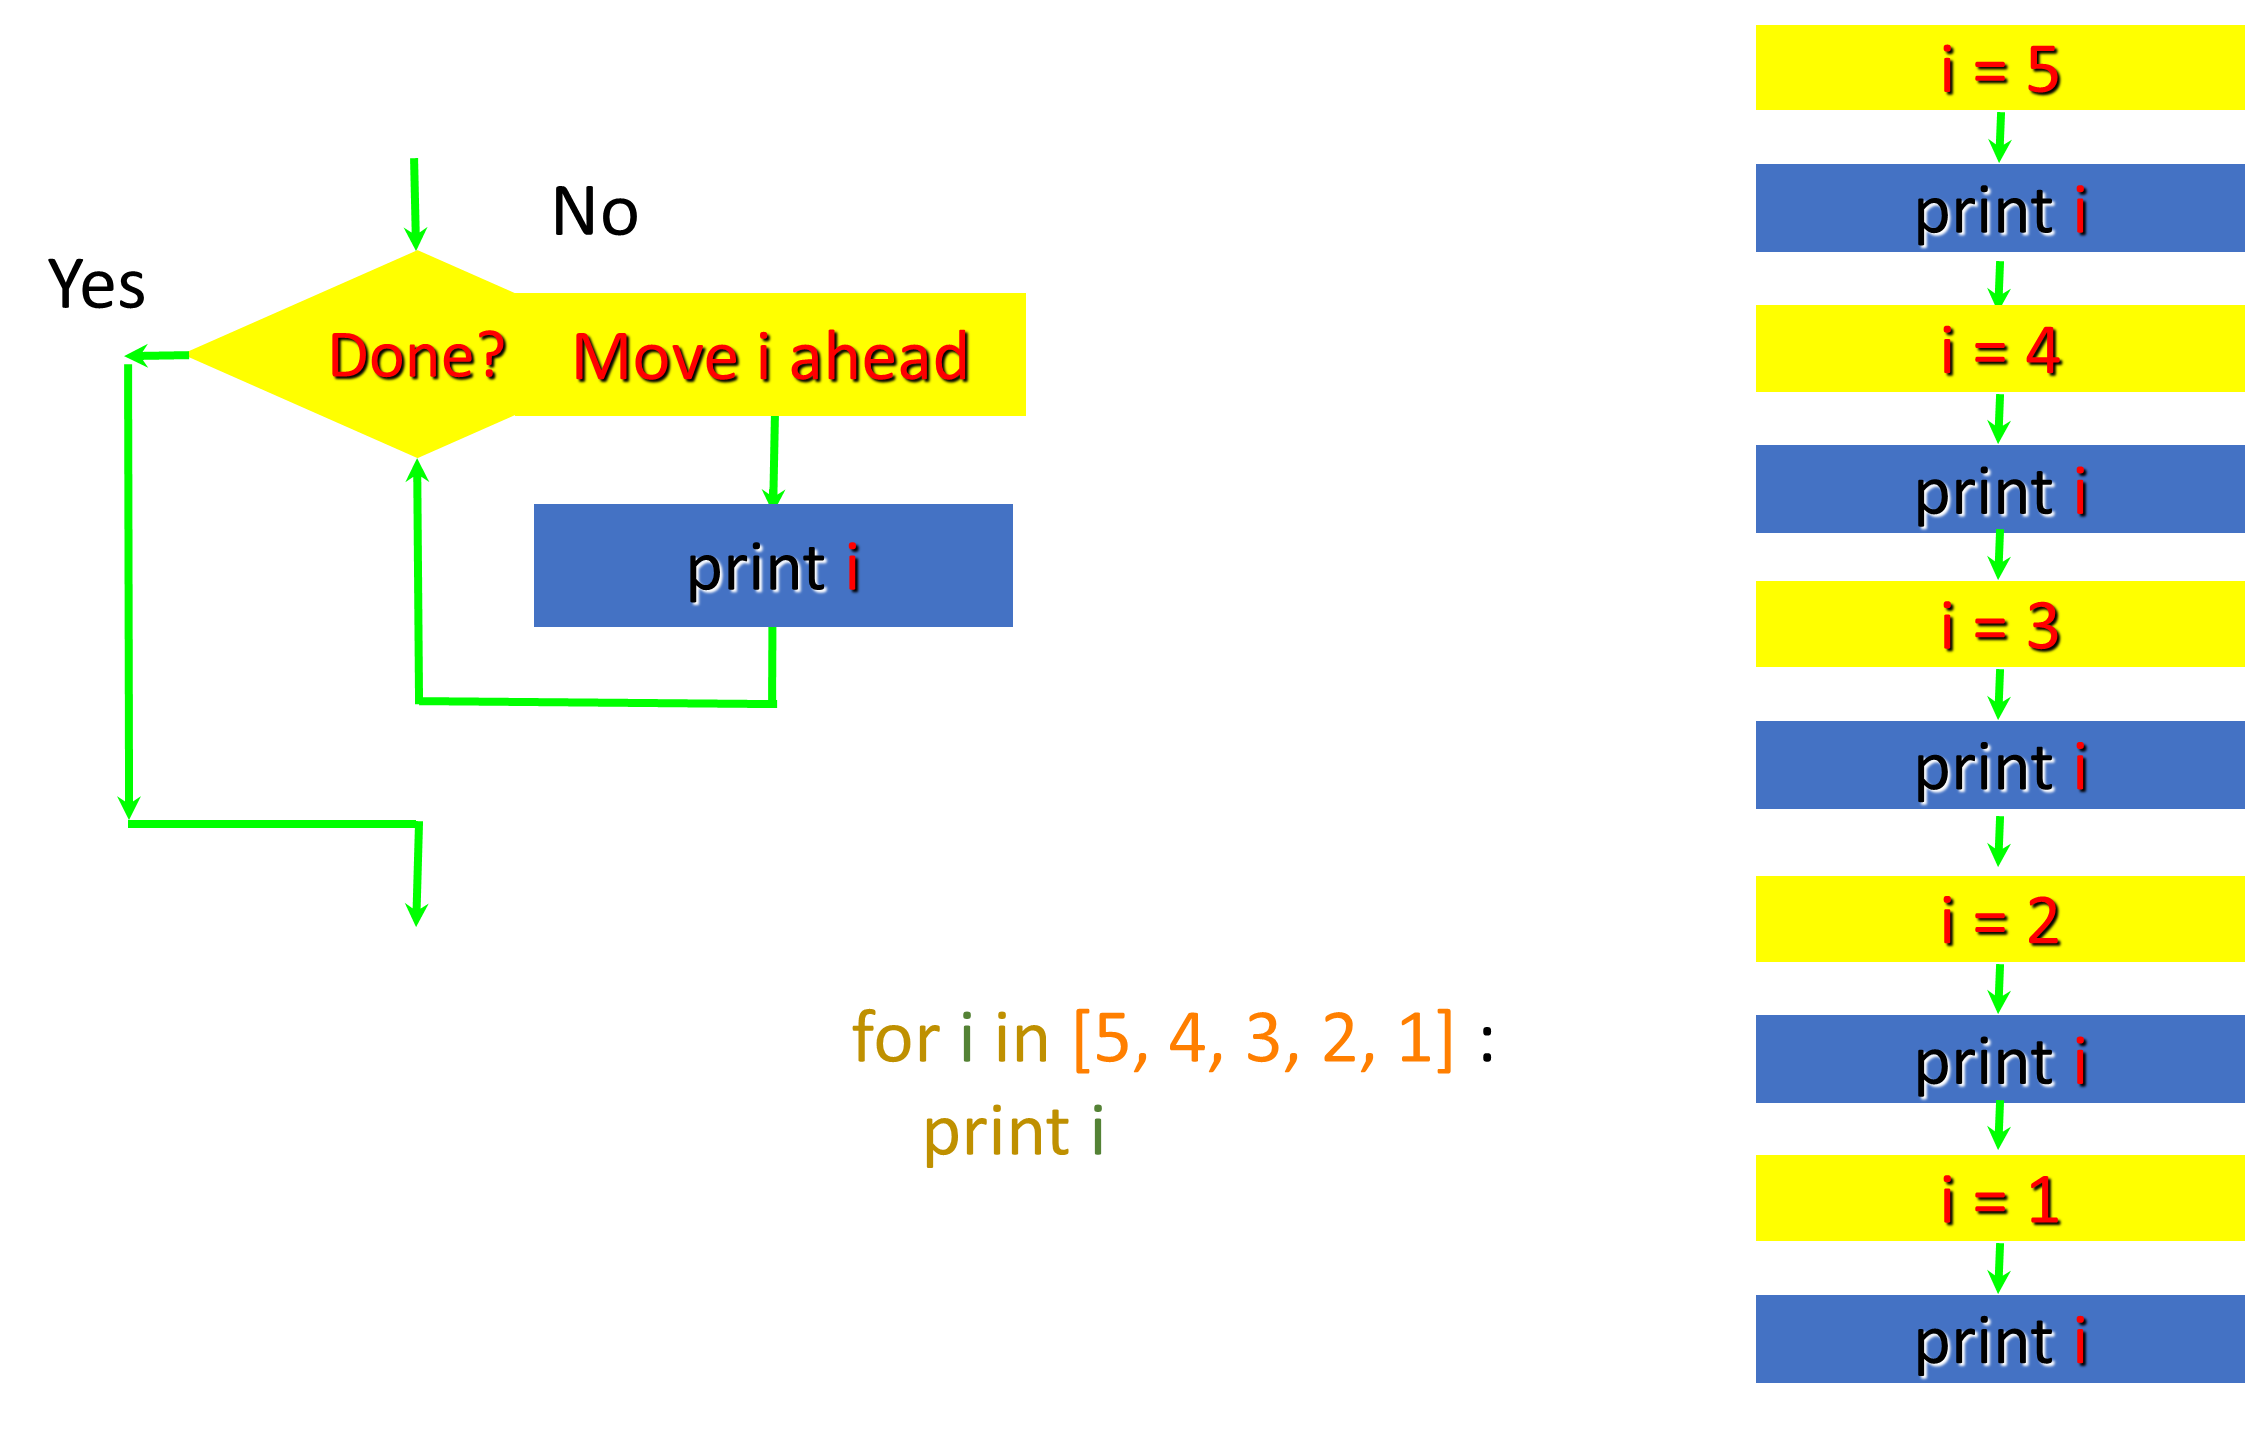 No
Yes
Done?
Move i ahead
print i
for i in [5, 4, 3, 2, 1] :
print i
i = 5
print i
i = 4
print i
i = 3
print i
i = 2
print i
i = 1
print i